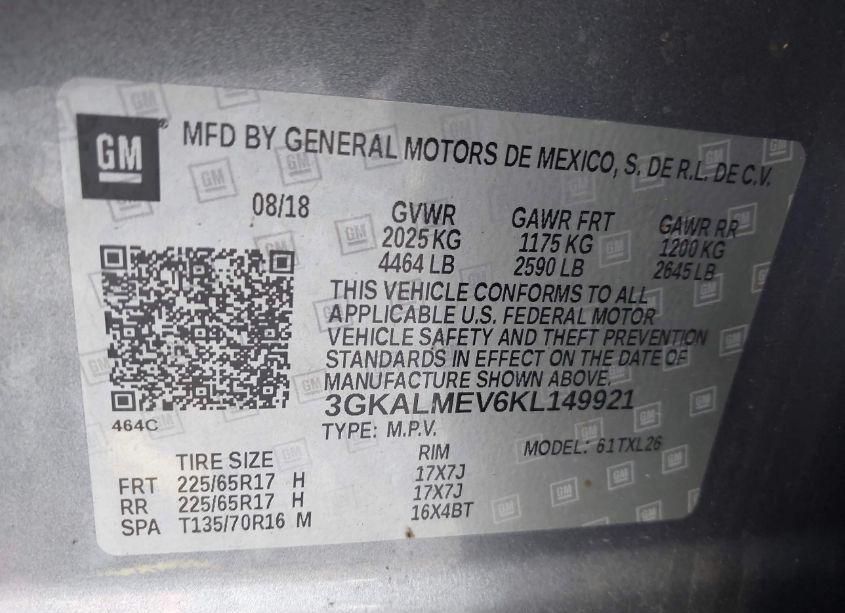 GM
MFD BY GENERAL MOTORS DE MEXICO, S. DE R.L. DE C.V.
08/18 GVWR GAWR FRT GAWR RR
2025 KG 1175 KG 1200 KG
4464 LB 2590 LB 2645 LB
THIS VEHICLE CONFORMS TO ALL
APPLICABLE U.S. FEDERAL MOTOR
VEHICLE SAFETY AND THEFT PREVENTION
STANDARDS IN EFFECT ON THE DATE OF
MANUFACTURE SHOWN ABOVE.
3GKALMEV6KL149921
464C
TYPE: M.P.V. MODEL: 61TXL26
TIRE SIZE RIM
FRT 225/65R17 H 17X7J
RR 225/65R17 H 17X7J
SPA T135/70R16 M 16X4BT